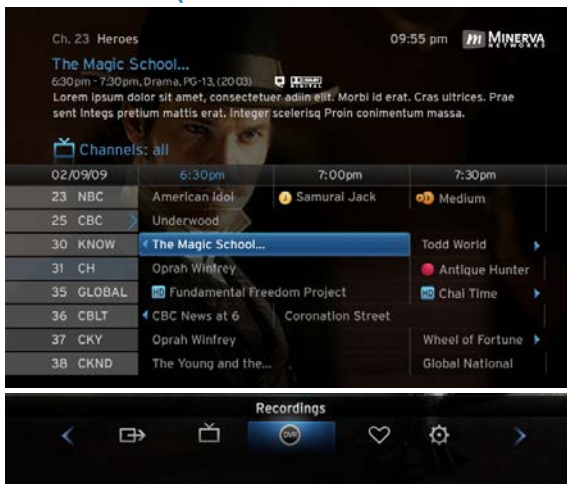 Ch. 23 Heroes
09:55 pm m MINERVA NETWORKS
The Magic School...
6:30pm - 7:30pm, Drama, PG-13, (2003) DIGITAL
Lorem ipsum dolor sit amet, consectetuer adiin elit. Morbi id erat. Cras ultrices. Prae
sent Integs pretium mattis erat. Integer scelerisq Proin conimentum massa.
Channels: all
02/09/09 6:30pm 7:00pm 7:30pm
23 NBC American Idol Samurai Jack Medium
25 CBC Underwood
30 KNOW The Magic School... Todd World
31 CH Oprah Winfrey Antique Hunter
35 GLOBAL HD Fundamental Freedom Project HD Chai Time
36 CBLT CBC News at 6 Coronation Street
37 CKY Oprah Winfrey Wheel of Fortune
38 CKND The Young and the... Global National
Recordings
DVR